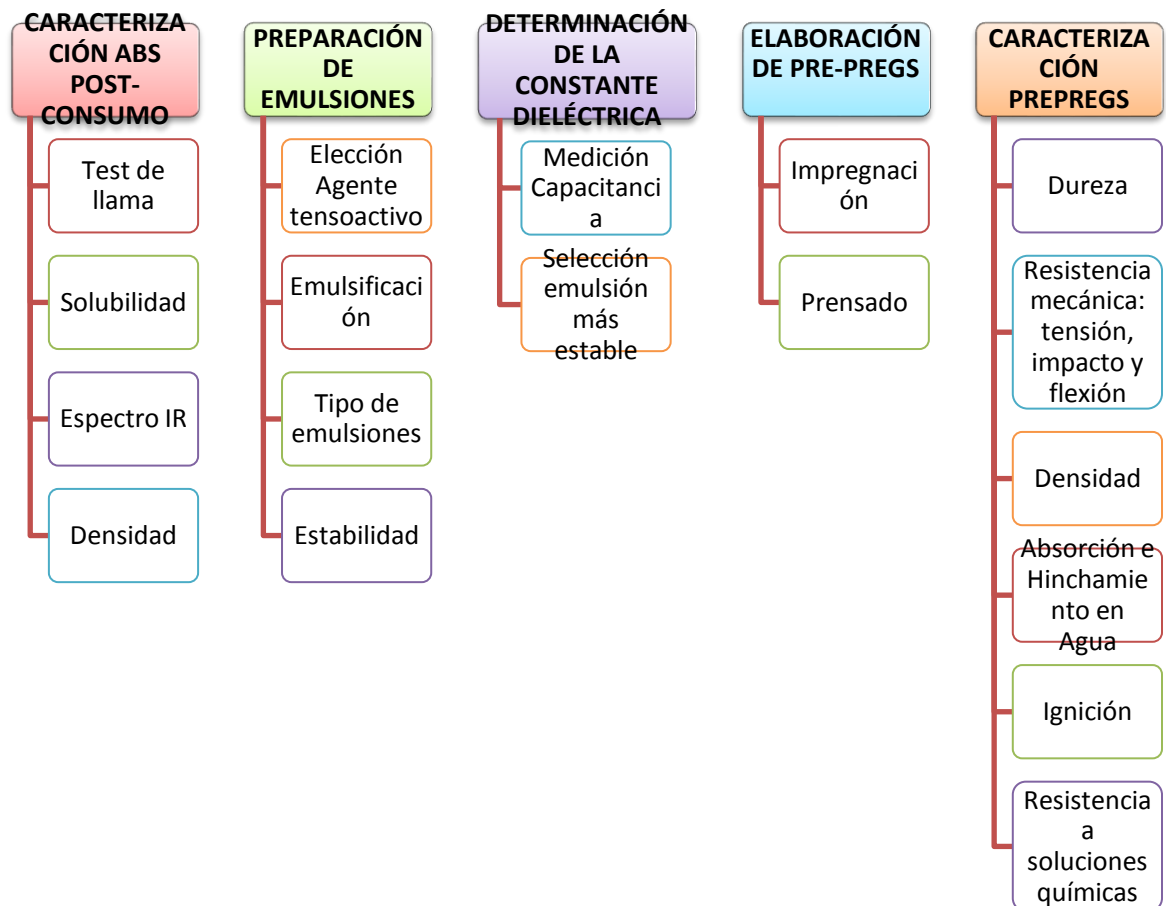 CARACTERIZA
CIÓN ABS
POST-
CONSUMO
Test de
llama
Solubilidad
Espectro IR
Densidad
PREPARACIÓN
DE
EMULSIONES
Elección
Agente
tensoactivo
Emulsificaci
ón
Tipo de
emulsiones
Estabilidad
DETERMINACIÓN
DE LA
CONSTANTE
DIELÉCTRICA
Medición
Capacitanci
a
Selección
emulsión
más
estable
ELABORACIÓN
DE PRE-PREGS
Impregnaci
ón
Prensado
CARACTERIZA
CIÓN
PREPREGS
Dureza
Resistencia
mecánica:
tensión,
impacto y
flexión
Densidad
Absorción e
Hinchamie
nto en
Agua
Ignición
Resistencia
a
soluciones
químicas